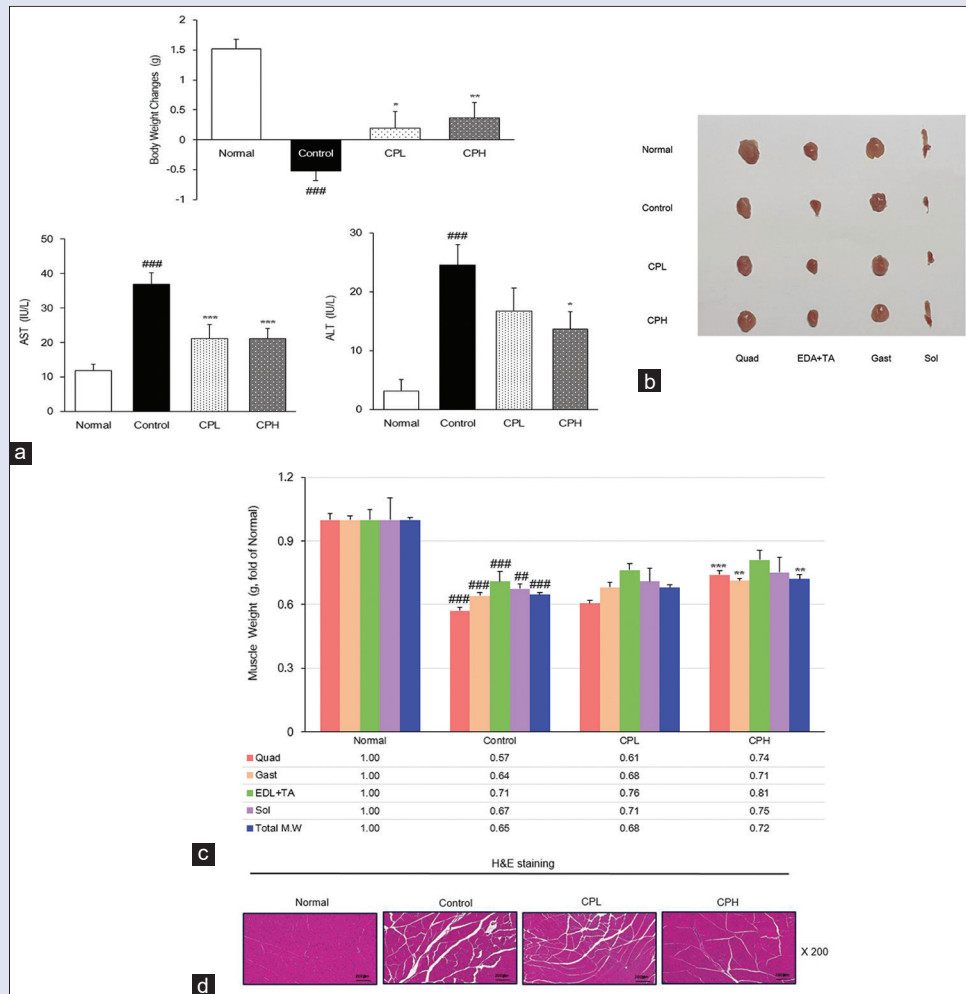 2
1.5
1
0.5
0
-0.5
-1
Body Weight Changes (g)
Normal
Control
CPL
CPH
###
*
**
50
40
30
20
10
0
AST (IU/L)
###
***
***
Normal
Control
CPL
CPH
30
20
10
0
ALT (IU/L)
###
*
Normal
Control
CPL
CPH
a
Normal
Control
CPL
CPH
Quad EDA+TA Gast Sol
b
1.2
0.9
0.6
0.3
0
Muscle Weight (g, fold of Normal)
### ### ### ## ###
*** ** **
Normal Control CPL CPH
Quad 1.00 0.57 0.61 0.74
Gast 1.00 0.64 0.68 0.71
EDL+TA 1.00 0.71 0.76 0.81
Sol 1.00 0.67 0.71 0.75
Total M.W 1.00 0.65 0.68 0.72
c
H&E staining
Normal Control CPL CPH
X 200
d